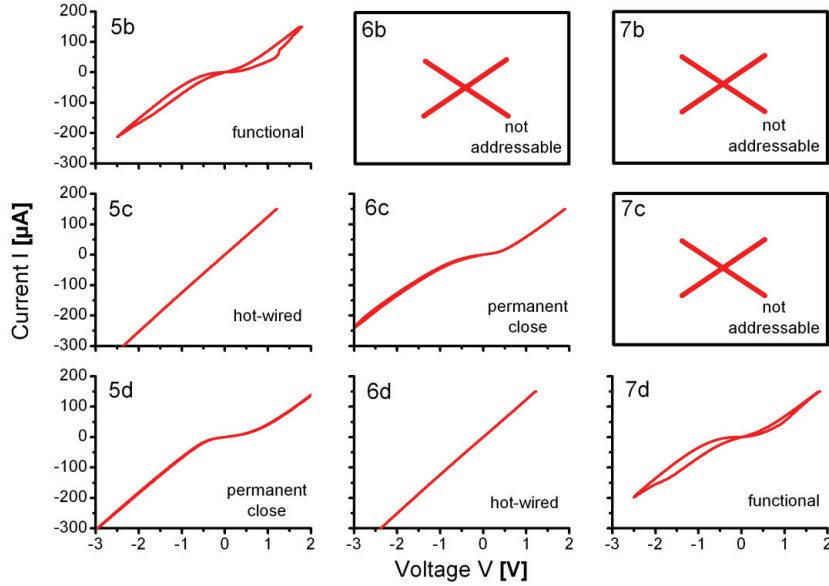 200
100
0
-100
-200
-300
5b
functional
6b
not
addressable
7b
not
addressable
Current I [µA]
200
100
0
-100
-200
-300
5c
hot-wired
6c
permanent
close
7c
not
addressable
200
100
0
-100
-200
-300
5d
permanent
close
6d
hot-wired
7d
functional
-3 -2 -1 0 1 2
-3 -2 -1 0 1 2
-3 -2 -1 0 1 2
Voltage V [V]